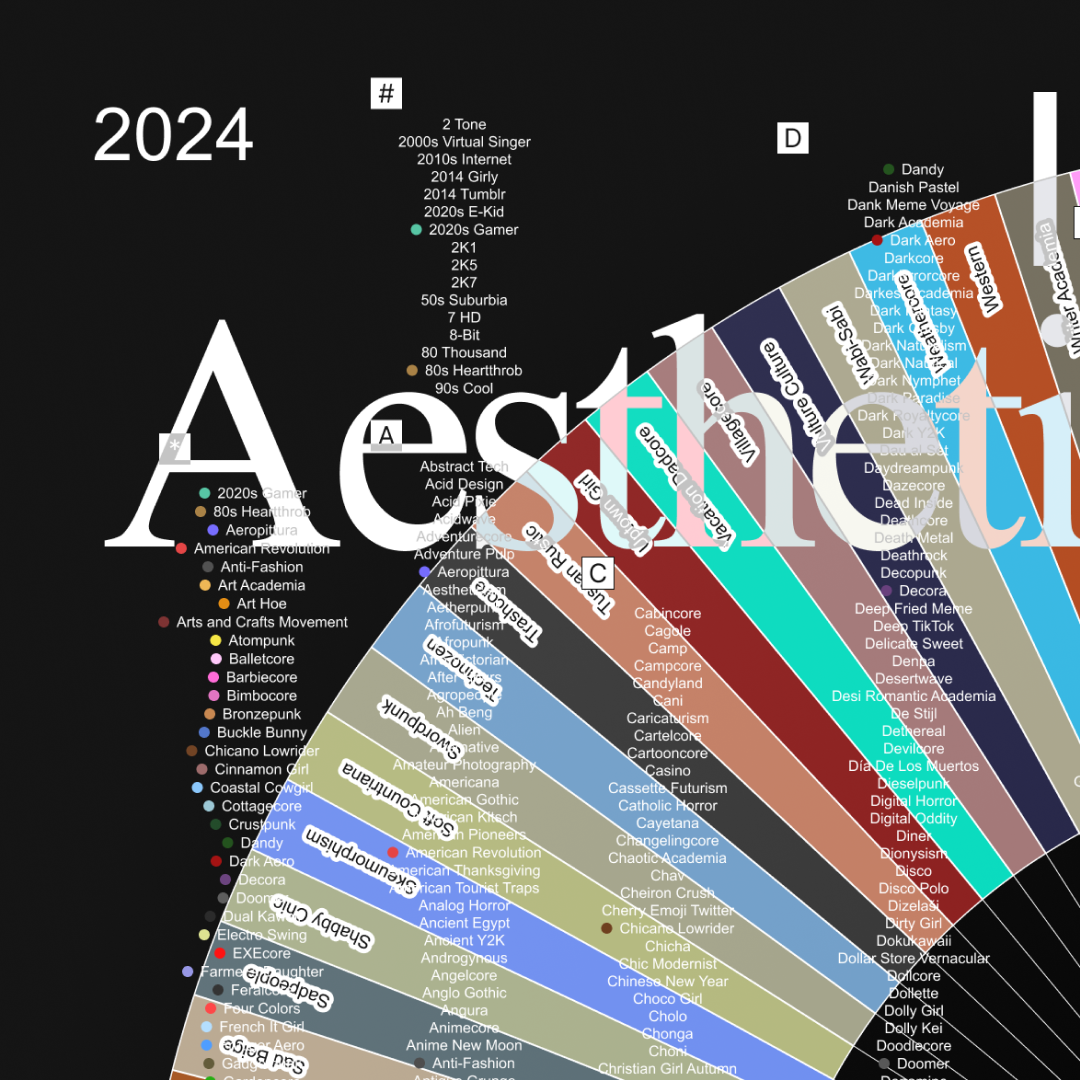 2024
Aestheti
#
2 Tone
2000s Virtual Singer
2010s Internet
2014 Girly
2014 Tumblr
2020s E-Kid
2020s Gamer
2K1
2K5
2K7
50s Suburbia
7 HD
8-Bit
80 Thousand
80s Heartthrob
90s Cool
*
2020s Gamer
80s Heartthrob
Aeropittura
American Revolution
Anti-Fashion
Art Academia
Art Hoe
Arts and Crafts Movement
Atompunk
Balletcore
Barbiecore
Bimbocore
Bronzepunk
Buckle Bunny
Chicano Lowrider
Cinnamon Girl
Coastal Cowgirl
Cottagecore
Crustpunk
Dandy
Dark Aero
Decora
Doomer
Dual Kawaii
Electro Swing
EXEcore
Farmer's Daughter
Feralcore
Four Colors
French It Girl
Frutiger Aero
A
Abstract Tech
Acid Design
Acid Pixie
Acidwave
Adventurecore
Adventure Pulp
Aeropittura
Aetherpunk
Afrofuturism
Afropunk
Afro-Victorian
After Hours
Agropeople
Ah Beng
Alien
Alternative
Amateur Photography
Americana
American Gothic
American Kitsch
American Pioneers
American Revolution
American Thanksgiving
American Tourist Traps
Analog Horror
Ancient Egypt
Ancient Y2K
Androgynous
Angelcore
Anglo Gothic
Angura
Animecore
Anime New Moon
Anti-Fashion
C
Cabincore
Cagole
Camp
Campcore
Candyland
Cani
Caricaturism
Cartelcore
Cartooncore
Casino
Cassette Futurism
Catholic Horror
Cayetana
Changelingcore
Chaotic Academia
Chav
Cheiron Crush
Cherry Emoji Twitter
Chicano Lowrider
Chicha
Chic Modernist
Chinese New Year
Choco Girl
Cholo
Chonga
Choni
Christian Girl Autumn
D
Dandy
Danish Pastel
Dank Meme Voyage
Dark Academia
Dark Aero
Darkcore
Darkerrorcore
Darkest Academia
Dark Fantasy
Dark Gatsby
Dark Naturalism
Dark Nautical
Dark Nymphet
Dark Paradise
Dark Royaltycore
Dark Y2K
Daydreampunk
Dazecore
Dead Inside
Deathcore
Death Metal
Deathrock
Decopunk
Decora
Deep Fried Meme
Deep TikTok
Delicate Sweet
Denpa
Desertwave
Desi Romantic Academia
De Stijl
Dethereal
Devilcore
Día De Los Muertos
Dieselpunk
Digital Horror
Digital Oddity
Diner
Dionysism
Disco
Disco Polo
Dizelaši
Dirty Girl
Dokukawaii
Dollar Store Vernacular
Dollcore
Dollette
Dolly Girl
Dolly Kei
Doodlecore
Doomer
Winter Academia
Western
Weathercore
Wabi-Sabi
Vulture Culture
Villagecore
Vacation Dadcore
Uptown Girl
Tuscan Rustic
Trashcore
Technozen
Swordpunk
Soft Countriana
Skeumorphism
Shabby Chic
Sadpeople
Sad Beige